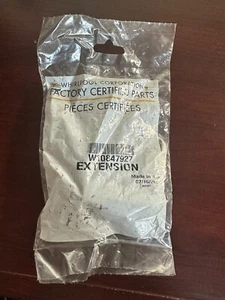 WHIRLPOOL CORPORATION
FACTORY CERTIFIED PARTS
PIÈCES CERTIFIÉES
W10847927
EXTENSION
Made in